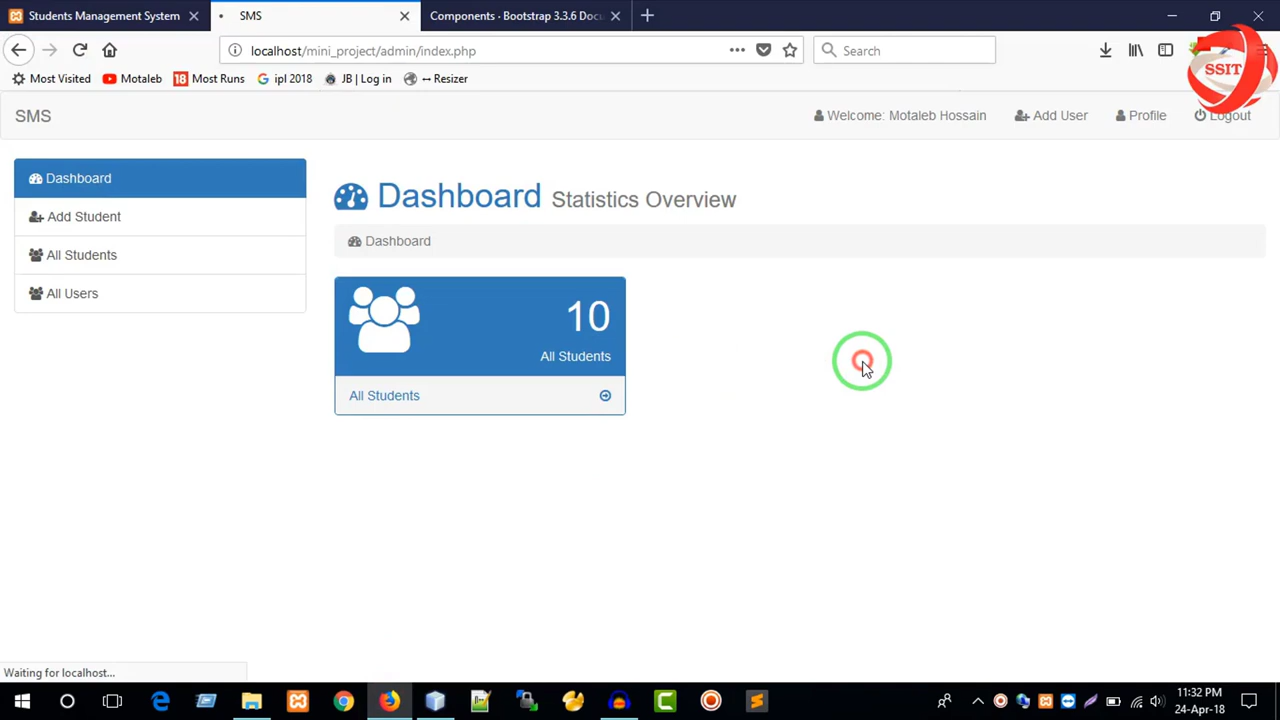 Students Management System
SMS
Components · Bootstrap 3.3.6 Docu
localhost/mini_project/admin/index.php
Search
Most Visited
Motaleb
18 Most Runs
ipl 2018
JB | Log in
↔ Resizer
SSIT
SMS
Welcome: Motaleb Hossain
Add User
Profile
Logout
Dashboard
Add Student
All Students
All Users
Dashboard Statistics Overview
Dashboard
10
All Students
All Students
Waiting for localhost...
11:32 PM
24-Apr-18